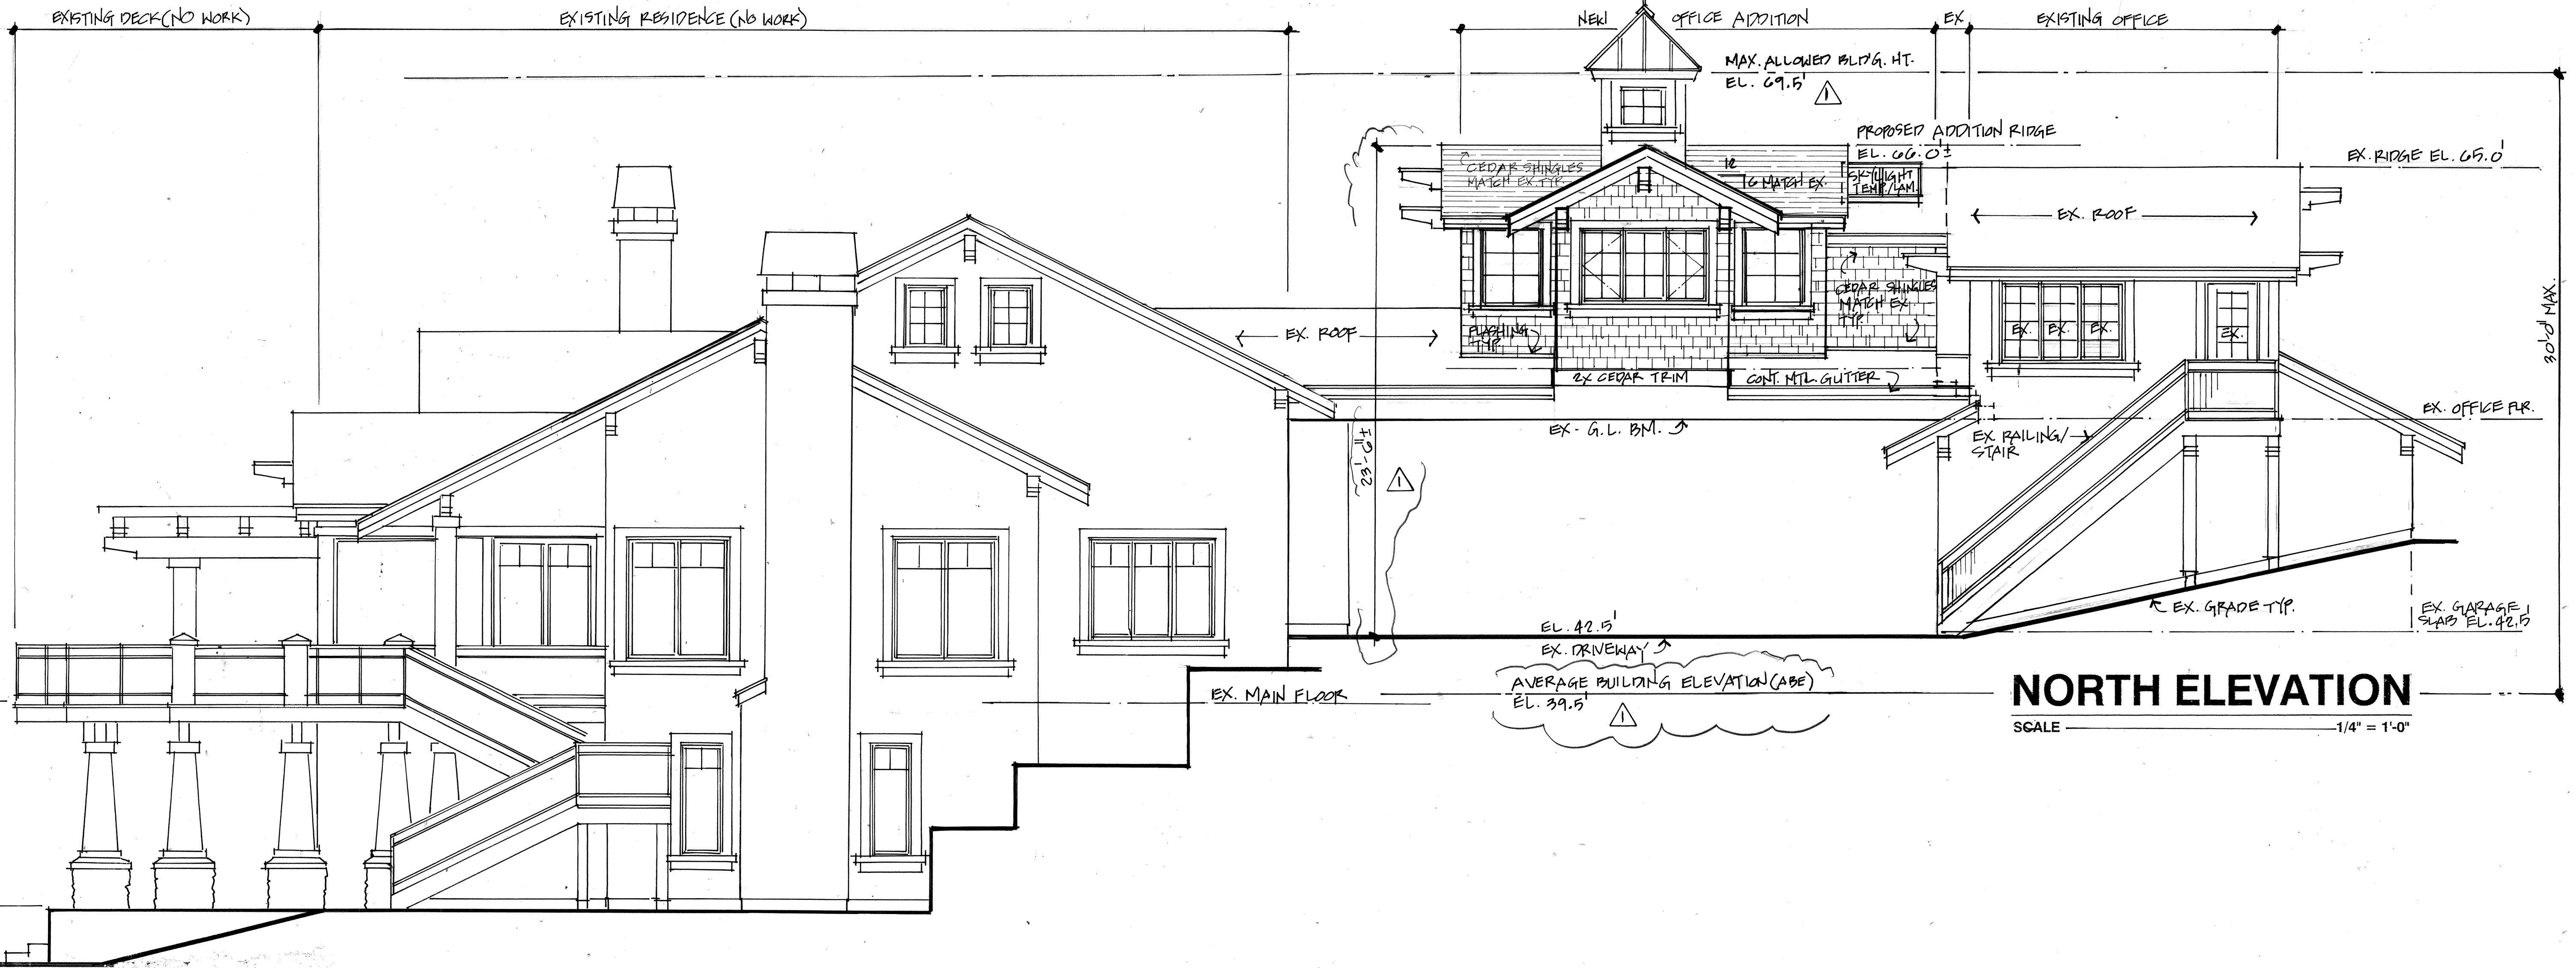 EXISTING DECK (NO WORK)
EXISTING RESIDENCE (NO WORK)
NEW
OFFICE ADDITION
EX
EXISTING OFFICE
MAX. ALLOWED BLD'G. HT.
EL. 69.5'
1
PROPOSED ADDITION RIDGE
EL. 66.0'±
EX. RIDGE EL. 65.0'
CEDAR SHINGLES
MATCH EX. TYP.
12
6 MATCH EX.
SKYLIGHT
TEMP./LAM.
EX. ROOF
CEDAR SHINGLES
MATCH EX.
TYP.
EX. ROOF
FLASHING
TYP.
EX.
EX.
EX.
EX.
30'-0" MAX.
2X CEDAR TRIM
CONT. MTL. GUTTER
EX. OFFICE FLR.
EX. G.L. BM.
EX RAILING/
STAIR
23'-6"±
1
EX. GRADE TYP.
EX. GARAGE
SLAB EL. 42.5'
EL. 42.5'
EX. DRIVEWAY
AVERAGE BUILDING ELEVATION (ABE)
EL. 39.5'
1
EX. MAIN FLOOR
NORTH ELEVATION
SCALE 1/4" = 1'-0"